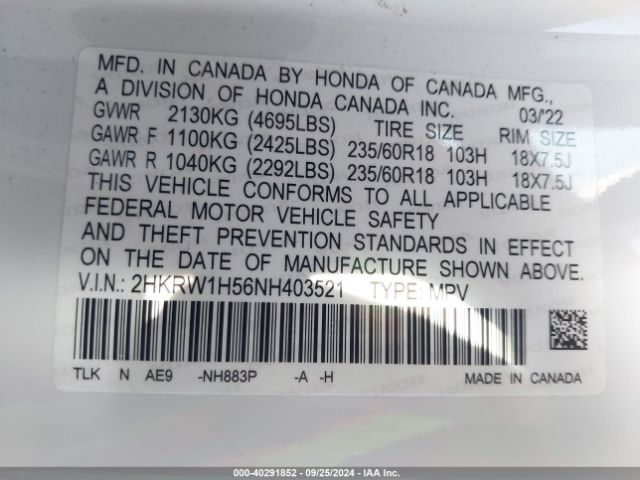 MFD. IN CANADA BY HONDA OF CANADA MFG.,
A DIVISION OF HONDA CANADA INC. 03/'22
GVWR 2130KG (4695LBS) TIRE SIZE RIM SIZE
GAWR F 1100KG (2425LBS) 235/60R18 103H 18X7.5J
GAWR R 1040KG (2292LBS) 235/60R18 103H 18X7.5J
THIS VEHICLE CONFORMS TO ALL APPLICABLE
FEDERAL MOTOR VEHICLE SAFETY
AND THEFT PREVENTION STANDARDS IN EFFECT
ON THE DATE OF MANUFACTURE SHOWN ABOVE.
V.I.N.: 2HKRW1H56NH403521 TYPE: MPV
TLK N AE9 -NH883P -A -H MADE IN CANADA
000-40291852 - 09/25/2024 - IAA Inc.